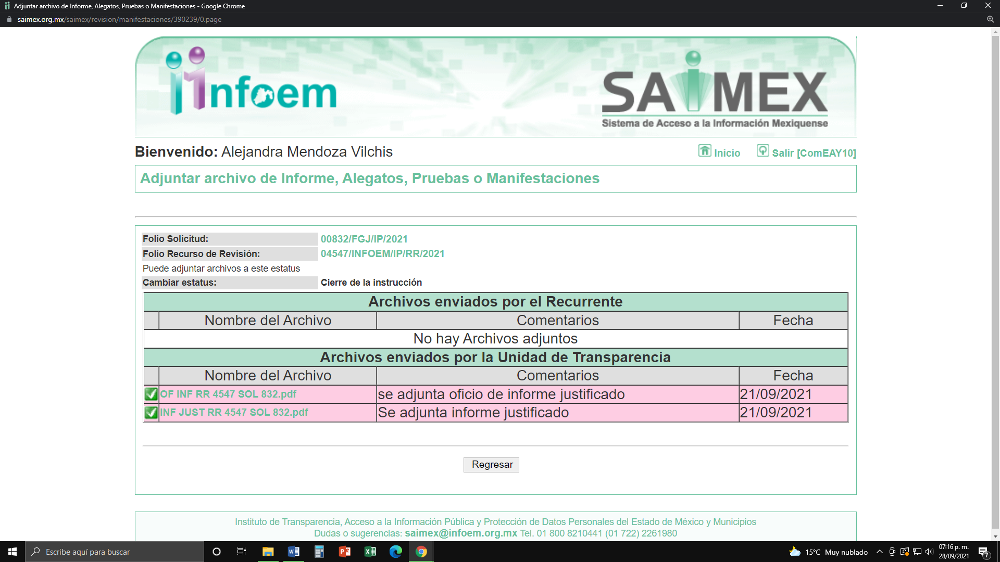 Adjuntar archivo de Informe, Alegatos, Pruebas o Manifestaciones - Google Chrome
saimex.org.mx/saimex/revision/manifestaciones/390239/0.page
infoem
SAIMEX
Sistema de Acceso a la Información Mexiquense
Bienvenido: Alejandra Mendoza Vilchis
Inicio
Salir [ComEAY10]
Adjuntar archivo de Informe, Alegatos, Pruebas o Manifestaciones
Folio Solicitud: 00832/FGJ/IP/2021
Folio Recurso de Revisión: 04547/INFOEM/IP/RR/2021
Puede adjuntar archivos a este estatus
Cambiar estatus: Cierre de la instrucción
Archivos enviados por el Recurrente
Nombre del Archivo Comentarios Fecha
No hay Archivos adjuntos
Archivos enviados por la Unidad de Transparencia
Nombre del Archivo Comentarios Fecha
OF INF RR 4547 SOL 832.pdf se adjunta oficio de informe justificado 21/09/2021
INF JUST RR 4547 SOL 832.pdf Se adjunta informe justificado 21/09/2021
Regresar
Instituto de Transparencia, Acceso a la Información Pública y Protección de Datos Personales del Estado de México y Municipios
Dudas o sugerencias: saimex@infoem.org.mx Tel. 01 800 8210441 (01 722) 2261980
Escribe aquí para buscar
15°C Muy nublado
07:16 p. m.
28/09/2021
7